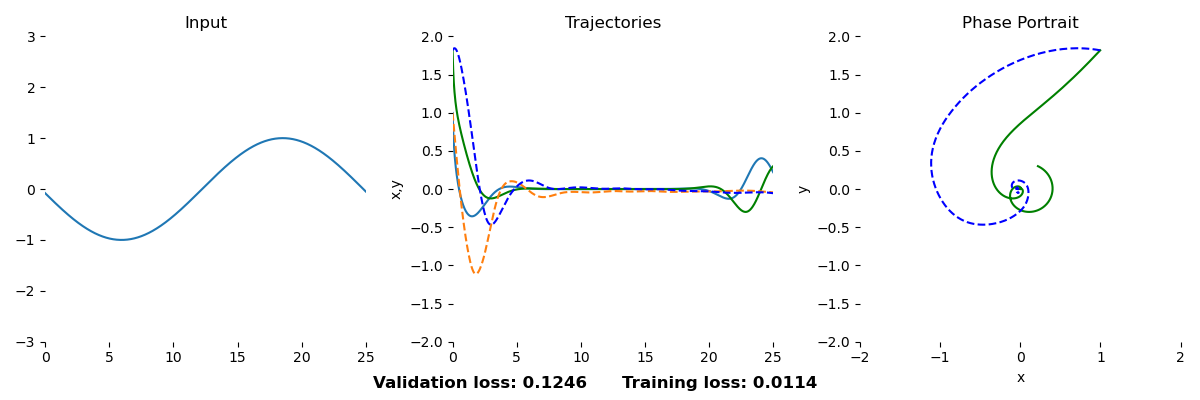 Input
3
2
1
0
−1
−2
−3
0 5 10 15 20 25
Trajectories
x,y
2.0
1.5
1.0
0.5
0.0
−0.5
−1.0
−1.5
−2.0
0 5 10 15 20 25
Phase Portrait
y
2.0
1.5
1.0
0.5
0.0
−0.5
−1.0
−1.5
−2.0
−2 −1 0 1 2
x
Validation loss: 0.1246 Training loss: 0.0114